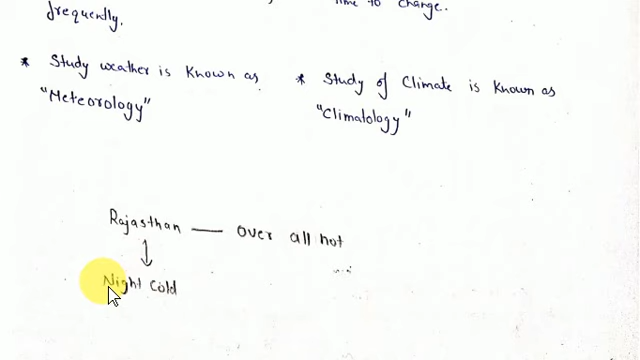 frequently.
time to change.
* Study weather is known as
"Meteorology"
* Study of Climate is known as
"Climatology"
Rajasthan — over all hot
↓
Night Cold